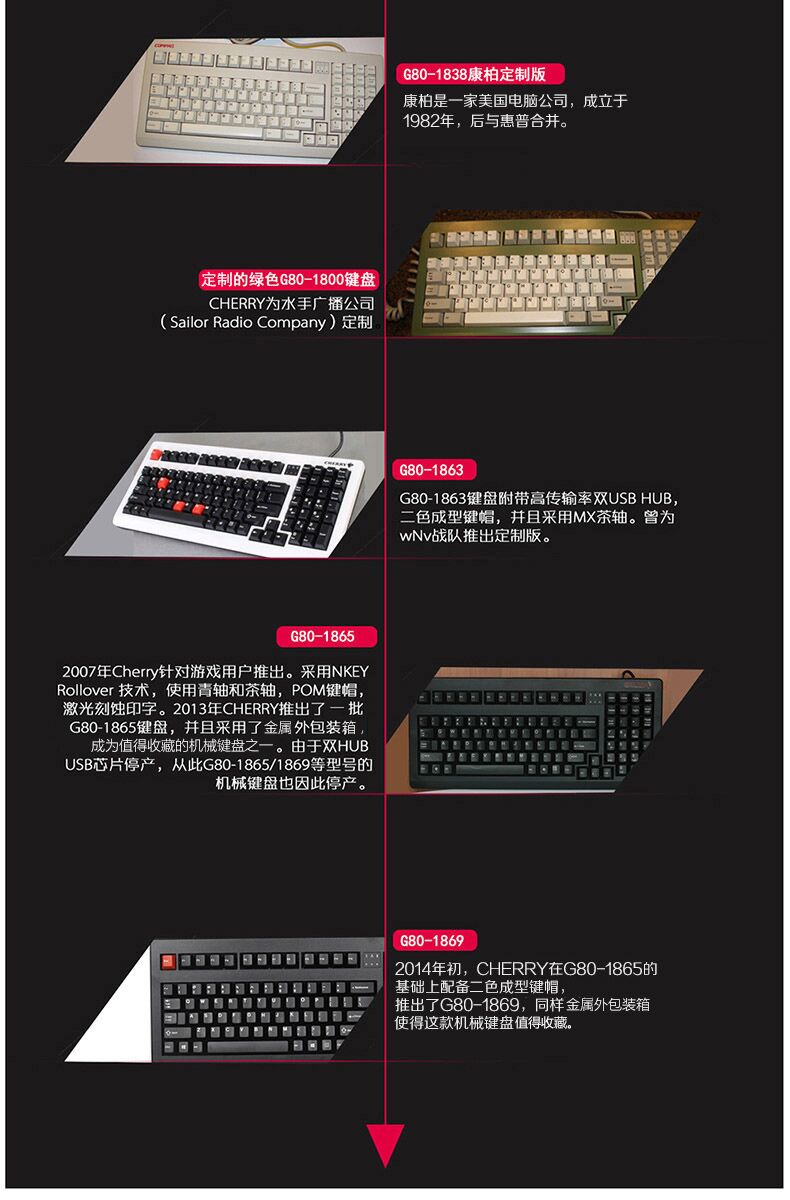 COMPAQ
G80-1838康柏定制版
康柏是一家美国电脑公司，成立于
1982年，后与惠普合并。
定制的绿色G80-1800键盘
CHERRY为水手广播公司
（Sailor Radio Company）定制
CHERRY
G80-1863
G80-1863键盘附带高传输率双USB HUB，
二色成型键帽，并且采用MX茶轴。曾为
wNv战队推出定制版。
G80-1865
2007年Cherry针对游戏用户推出。采用NKEY
Rollover 技术，使用青轴和茶轴，POM键帽，
激光刻蚀印字。2013年CHERRY推出了一批
G80-1865键盘，并且采用了金属外包装箱，
成为值得收藏的机械键盘之一。由于双HUB
USB芯片停产，从此G80-1865/1869等型号的
机械键盘也因此停产。
G80-1869
2014年初，CHERRY在G80-1865的
基础上配备二色成型键帽，
推出了G80-1869，同样金属外包装箱
使得这款机械键盘值得收藏。